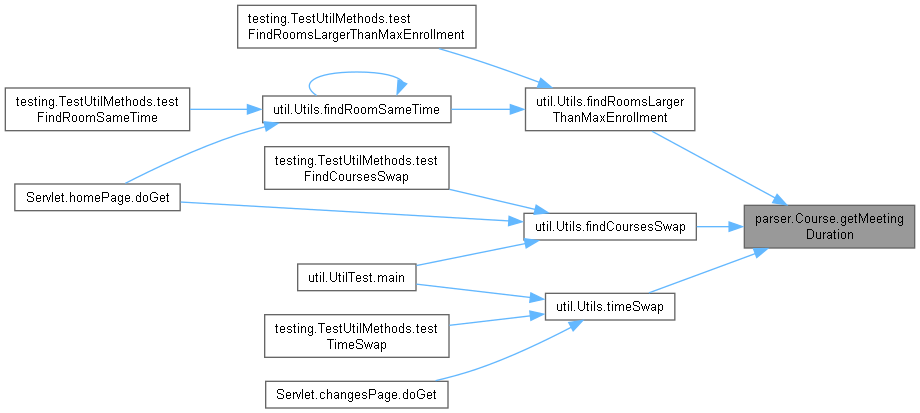 testing.TestUtilMethods.test
FindRoomsLargerThanMaxEnrollment
testing.TestUtilMethods.test
FindRoomSameTime
util.Utils.findRoomSameTime
util.Utils.findRoomsLarger
ThanMaxEnrollment
testing.TestUtilMethods.test
FindCoursesSwap
Servlet.homePage.doGet
util.Utils.findCoursesSwap
parser.Course.getMeeting
Duration
util.UtilTest.main
util.Utils.timeSwap
testing.TestUtilMethods.test
TimeSwap
Servlet.changesPage.doGet